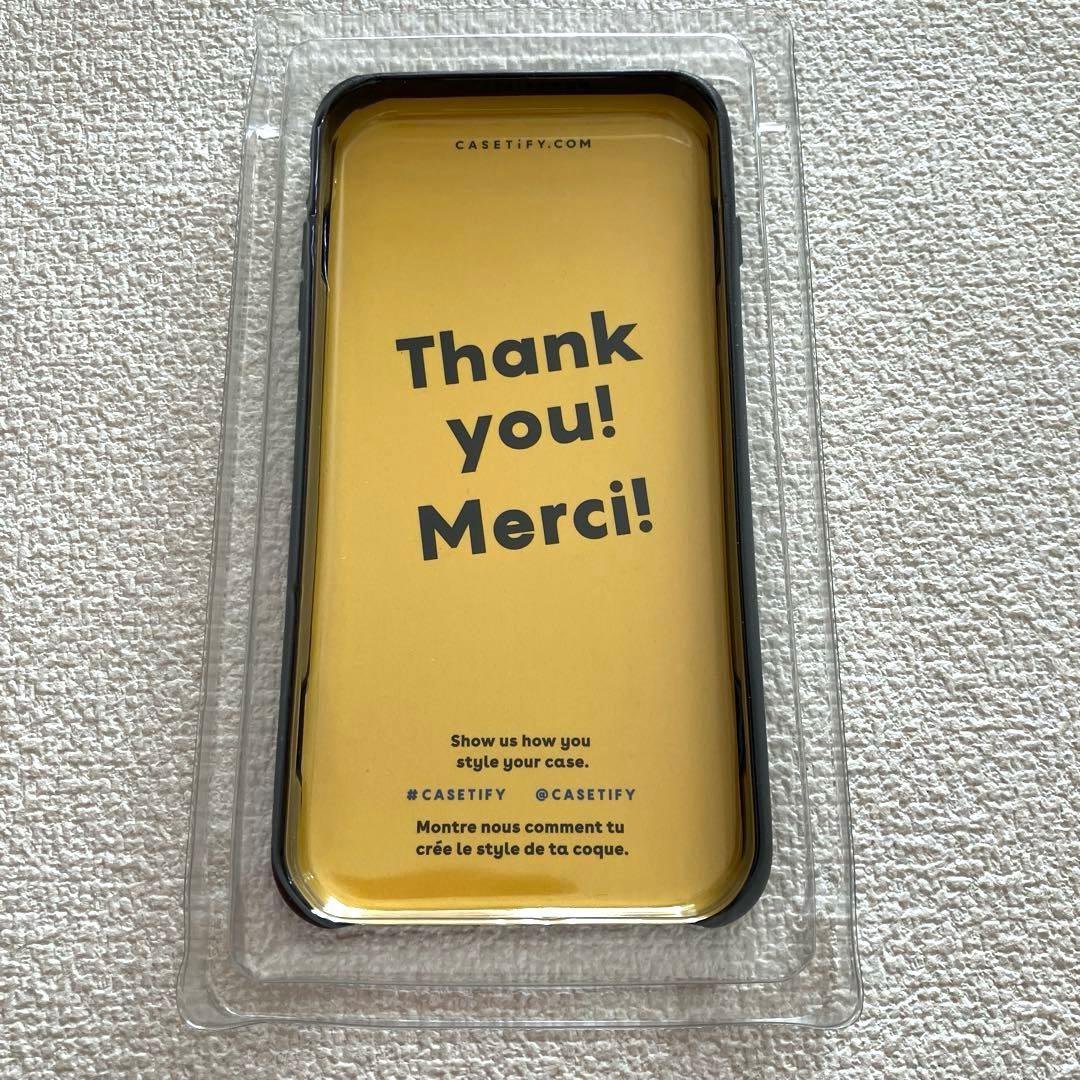 CASETiFY.COM
Thank
you!
Merci!
Show us how you
style your case.
#CASETIFY @CASETIFY
Montre nous comment tu
crée le style de ta coque.